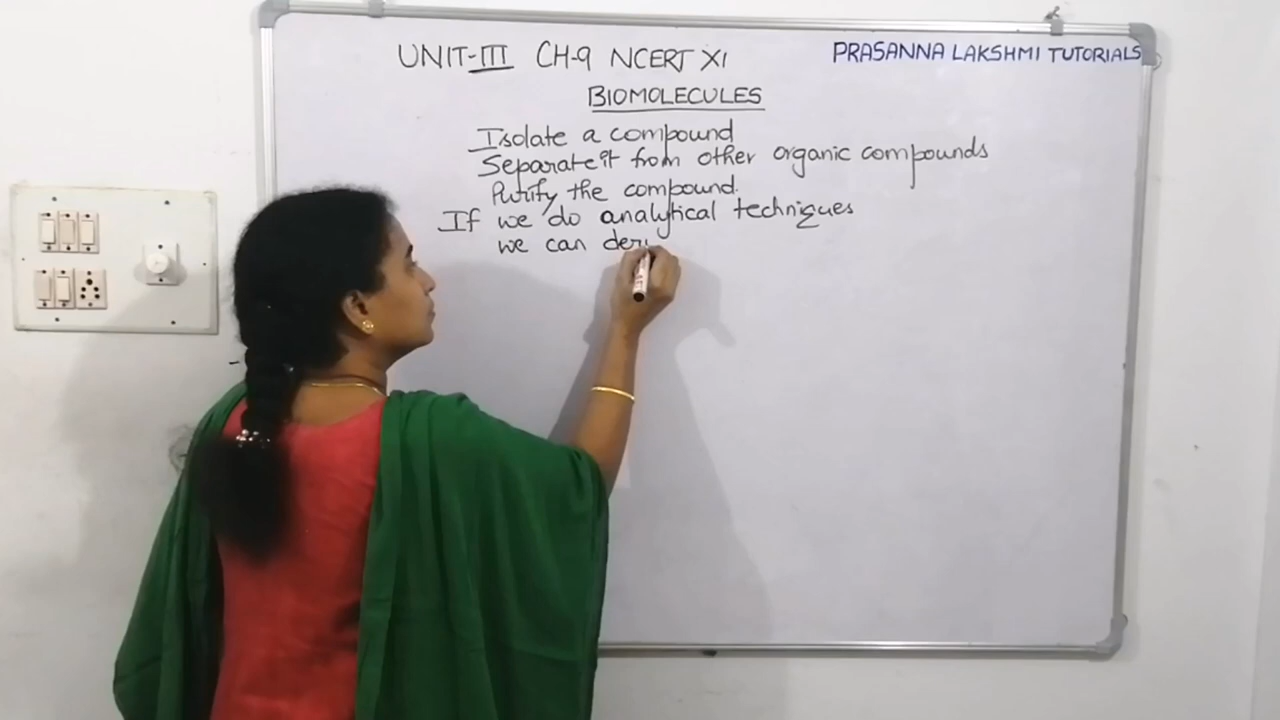 UNIT-III CH-9 NCERT XI
PRASANNA LAKSHMI TUTORIALS
BIOMOLECULES
Isolate a compound
Separate it from other organic compounds
Purify the compound.
If we do analytical techniques
we can